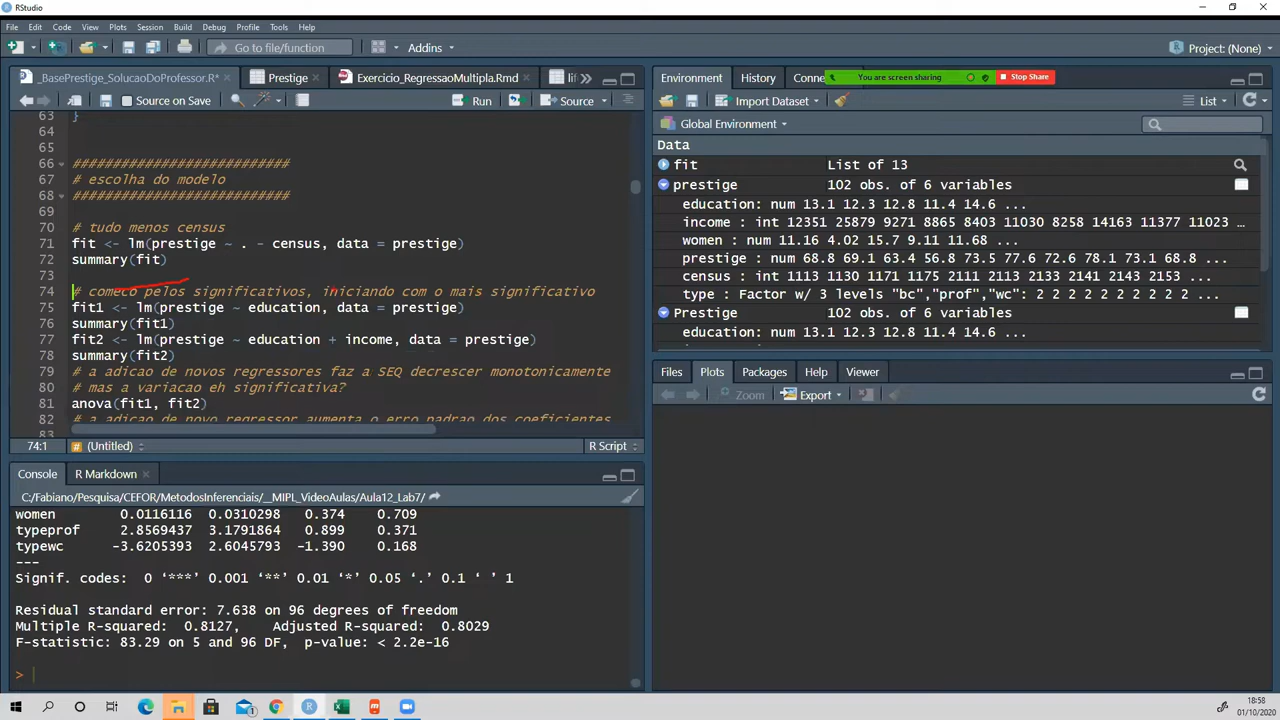 RStudio
File Edit Code View Plots Session Build Debug Profile Tools Help
Go to file/function Addins Project: (None)
_BasePrestige_SolucaoDoProfessor.R* Prestige Exercicio_RegressaoMultipla.Rmd
Source on Save Run Source
63 }
64
65
66 ###########################
67 # escolha do modelo
68 ###########################
69
70 # tudo menos census
71 fit <- lm(prestige ~ . - census, data = prestige)
72 summary(fit)
73
74 # comeco pelos significativos, iniciando com o mais significativo
75 fit1 <- lm(prestige ~ education, data = prestige)
76 summary(fit1)
77 fit2 <- lm(prestige ~ education + income, data = prestige)
78 summary(fit2)
79 # a adicao de novos regressores faz a SEQ decrescer monotonicamente
80 # mas a variacao eh significativa?
81 anova(fit1, fit2)
82 # a adicao de novo regressor aumenta o erro padrao dos coeficientes
83
74:1 # (Untitled) R Script
Console R Markdown
C:/Fabiano/Pesquisa/CEFOR/MetodosInferenciais/__MIPL_VideoAulas/Aula12_Lab7/
women 0.0116116 0.0310298 0.374 0.709
typeprof 2.8569437 3.1791864 0.899 0.371
typewc -3.6205393 2.6045793 -1.390 0.168
---
Signif. codes: 0 ‘***’ 0.001 ‘**’ 0.01 ‘*’ 0.05 ‘.’ 0.1 ‘ ’ 1
Residual standard error: 7.638 on 96 degrees of freedom
Multiple R-squared: 0.8127, Adjusted R-squared: 0.8029
F-statistic: 83.29 on 5 and 96 DF, p-value: < 2.2e-16
>
Environment History Conne
You are screen sharing Stop Share
Import Dataset List
Global Environment
Data
fit List of 13
prestige 102 obs. of 6 variables
education: num 13.1 12.3 12.8 11.4 14.6 ...
income : int 12351 25879 9271 8865 8403 11030 8258 14163 11377 11023 ...
women : num 11.16 4.02 15.7 9.11 11.68 ...
prestige : num 68.8 69.1 63.4 56.8 73.5 77.6 72.6 78.1 73.1 68.8 ...
census : int 1113 1130 1171 1175 2111 2113 2133 2141 2143 2153 ...
type : Factor w/ 3 levels "bc","prof","wc": 2 2 2 2 2 2 2 2 2 2 ...
Prestige 102 obs. of 6 variables
education: num 13.1 12.3 12.8 11.4 14.6 ...
Files Plots Packages Help Viewer
Zoom Export
18:58
01/10/2020